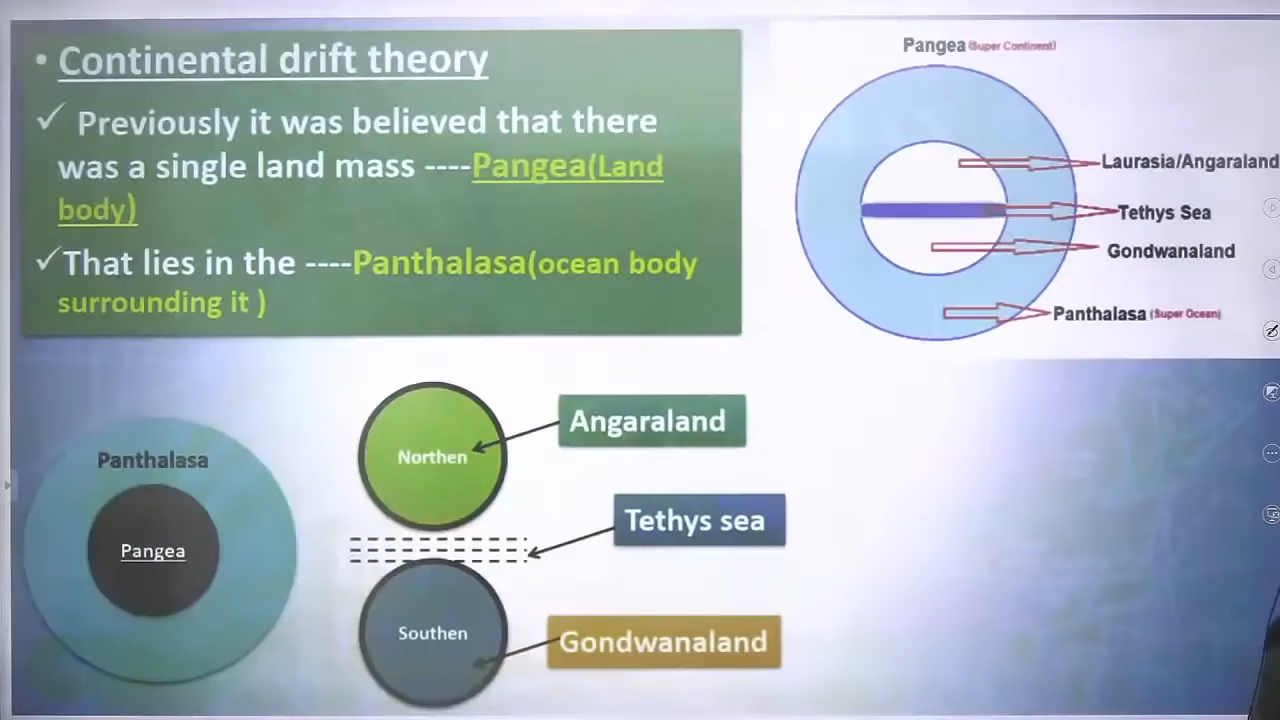 • Continental drift theory
✓ Previously it was believed that there
was a single land mass ----Pangea(Land
body)
✓That lies in the ----Panthalasa(ocean body
surrounding it )
Pangea (Super Continent)
Laurasia/Angaraland
Tethys Sea
Gondwanaland
Panthalasa (Super Ocean)
Panthalasa
Pangea
Northen
Angaraland
Tethys sea
Southen
Gondwanaland